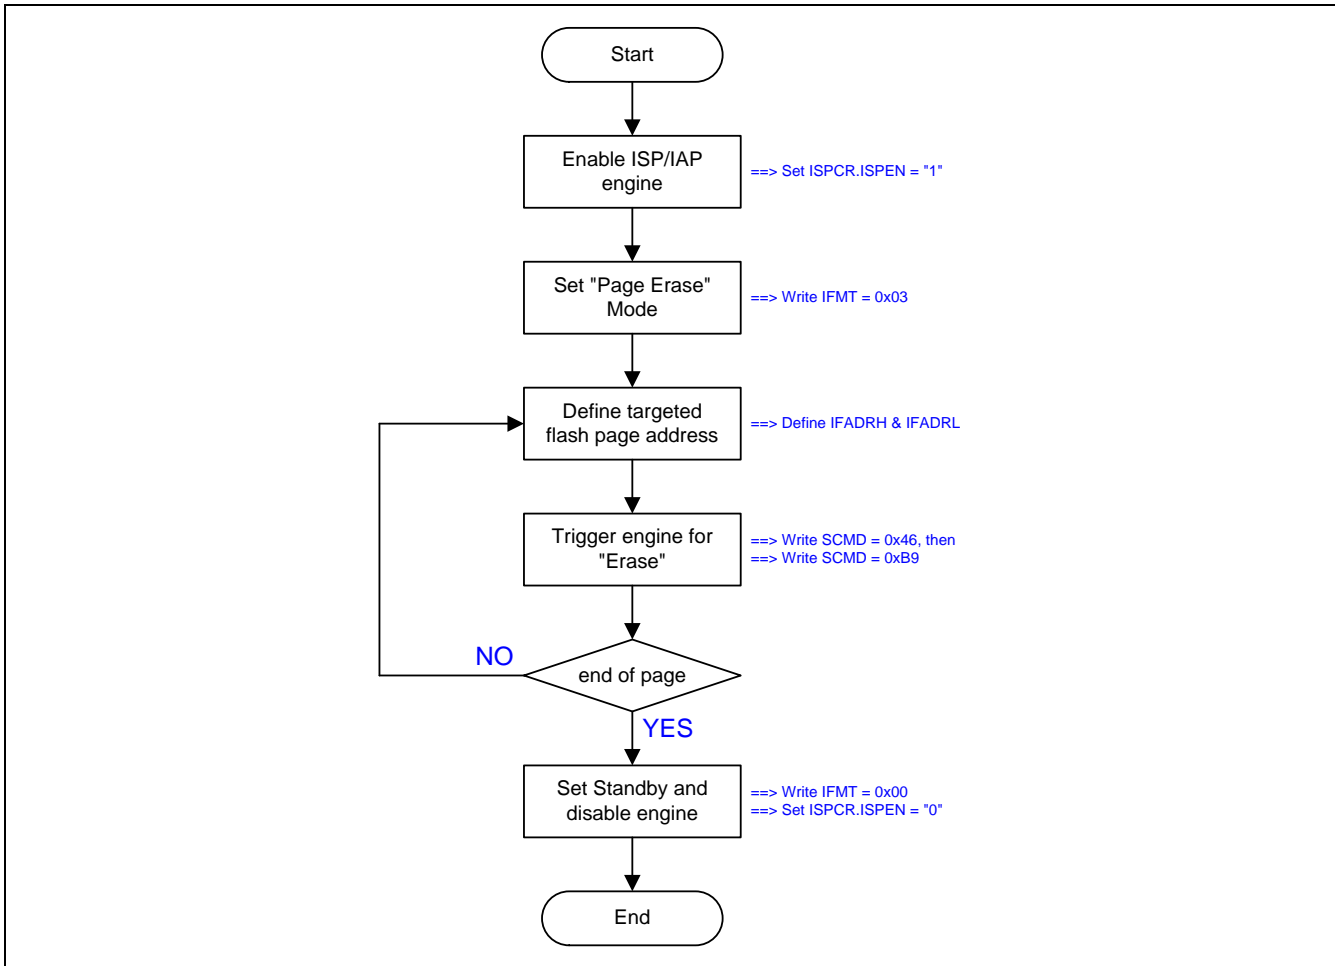 Start
Enable ISP/IAP
engine
==> Set ISPCR.ISPEN = "1"
Set "Page Erase"
Mode
==> Write IFMT = 0x03
Define targeted
flash page address
==> Define IFADRH & IFADRL
Trigger engine for
"Erase"
==> Write SCMD = 0x46, then
==> Write SCMD = 0xB9
NO
end of page
YES
Set Standby and
disable engine
==> Write IFMT = 0x00
==> Set ISPCR.ISPEN = "0"
End